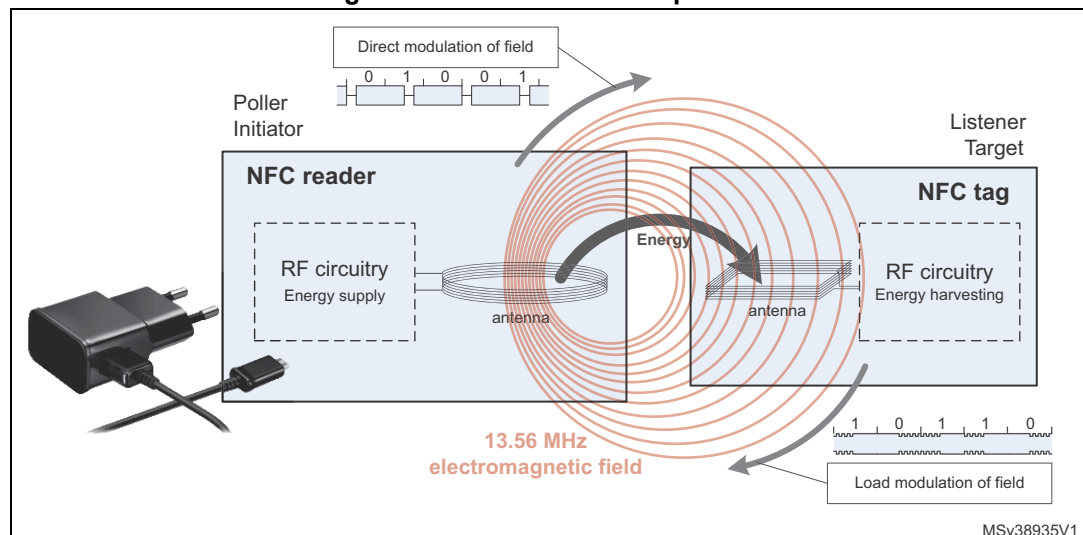 Direct modulation of field
0 1 0 0 1
Poller
Initiator
Listener
Target
NFC reader
NFC tag
Energy
RF circuitry
Energy supply
antenna
RF circuitry
Energy harvesting
antenna
13.56 MHz
electromagnetic field
1 0 1 1 0
Load modulation of field
MSv38935V1